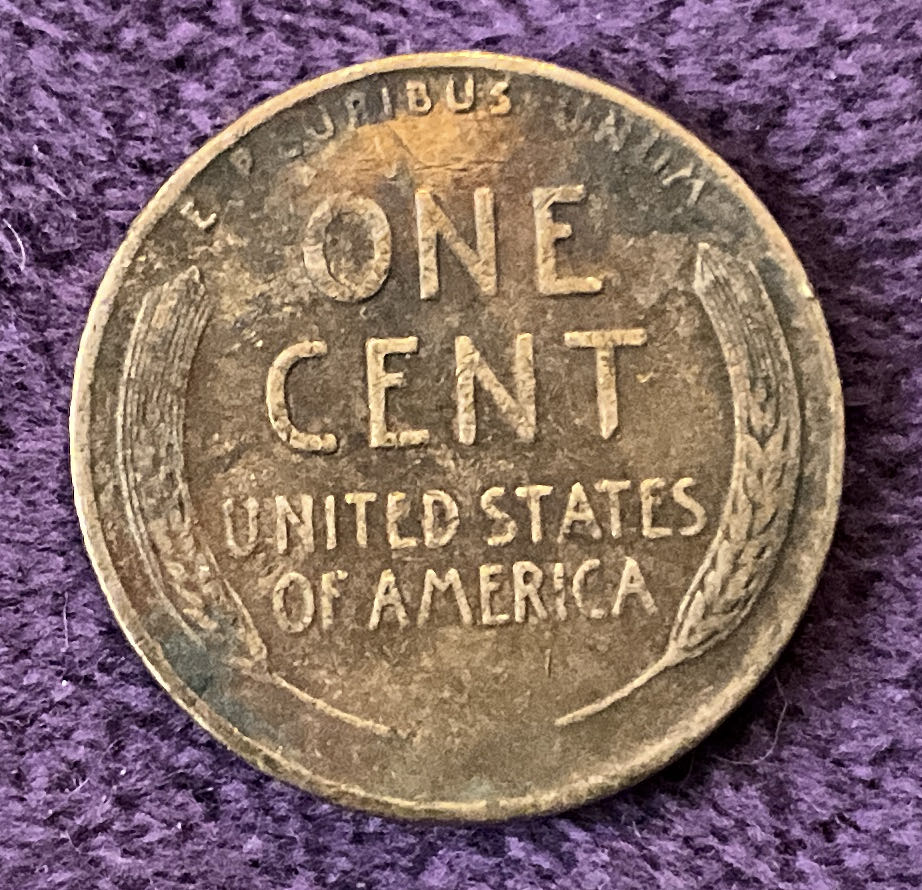 E PLURIBUS UNUM
ONE
CENT
UNITED STATES
OF AMERICA